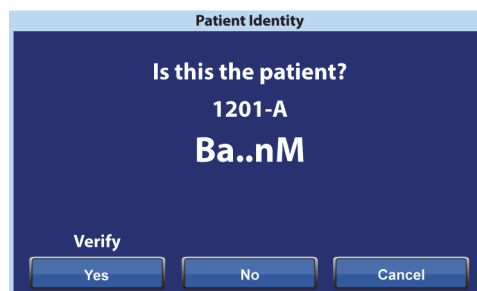 Patient Identity
Is this the patient?
1201-A
Ba..nM
Verify
Yes No Cancel